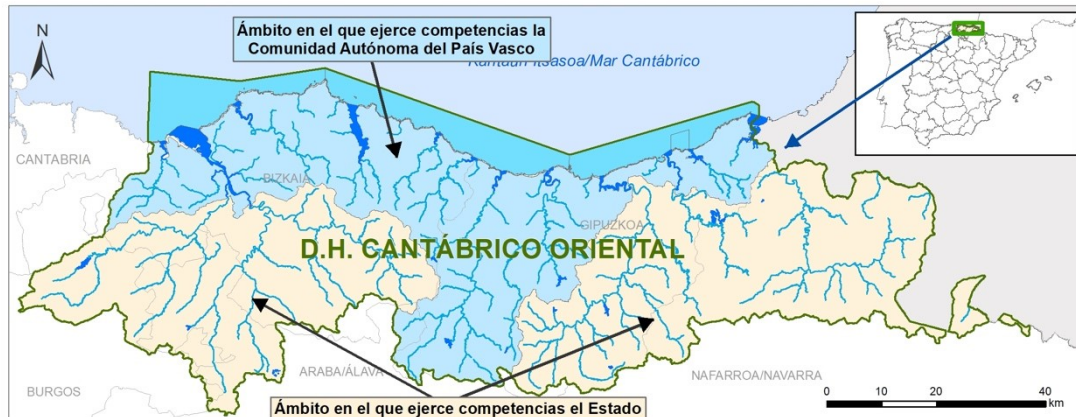 Ámbito en el que ejerce competencias la
Comunidad Autónoma del País Vasco
N
Kantauri Itsasoa/Mar Cantábrico
CANTABRIA
BIZKAIA
GIPUZKOA
D.H. CANTÁBRICO ORIENTAL
ARABA/ÁLAVA
NAFARROA/NAVARRA
BURGOS
Ámbito en el que ejerce competencias el Estado
0 10 20 40
km